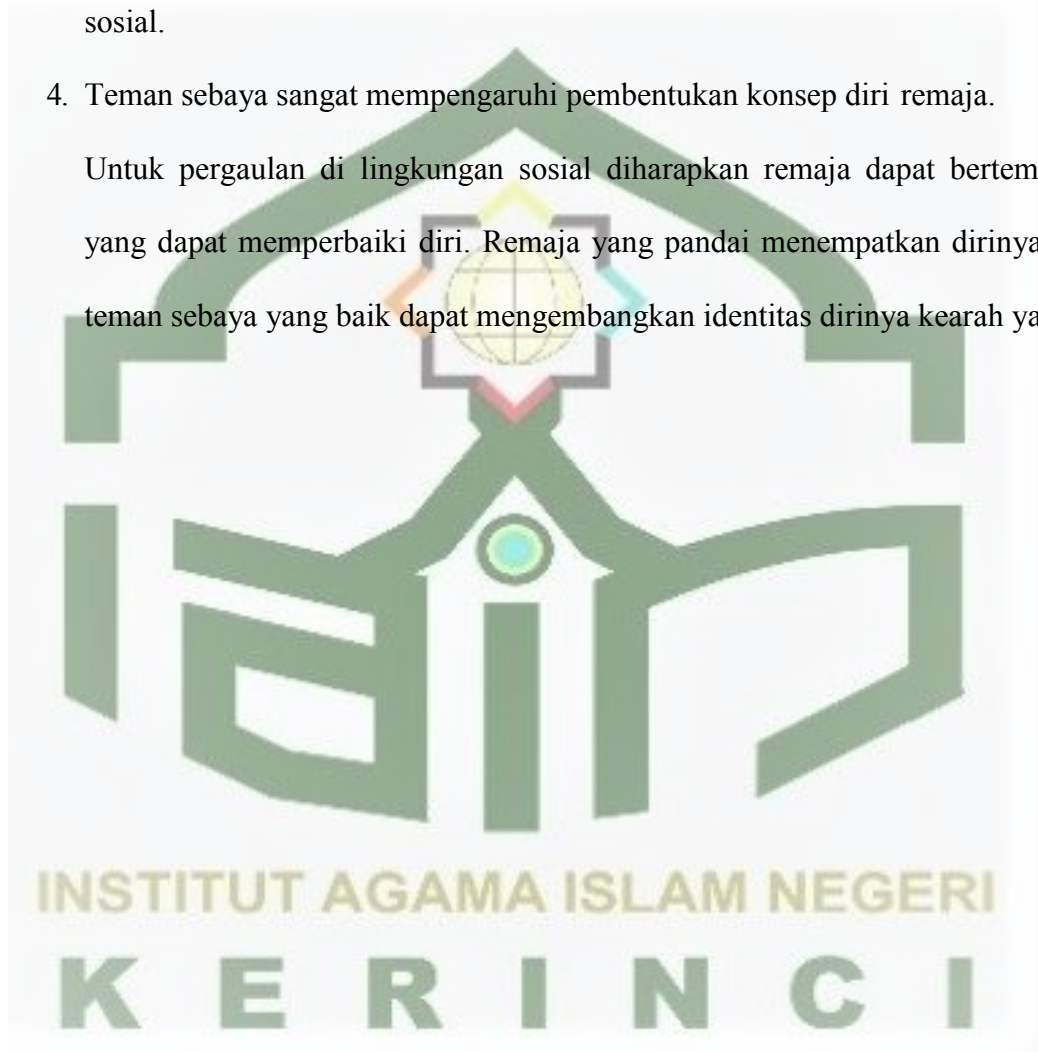 sosial.
4. Teman sebaya sangat mempengaruhi pembentukan konsep diri remaja.
Untuk pergaulan di lingkungan sosial diharapkan remaja dapat bertem
yang dapat memperbaiki diri. Remaja yang pandai menempatkan dirinya
teman sebaya yang baik dapat mengembangkan identitas dirinya kearah ya
iain
INSTITUT AGAMA ISLAM NEGERI
KERINCI